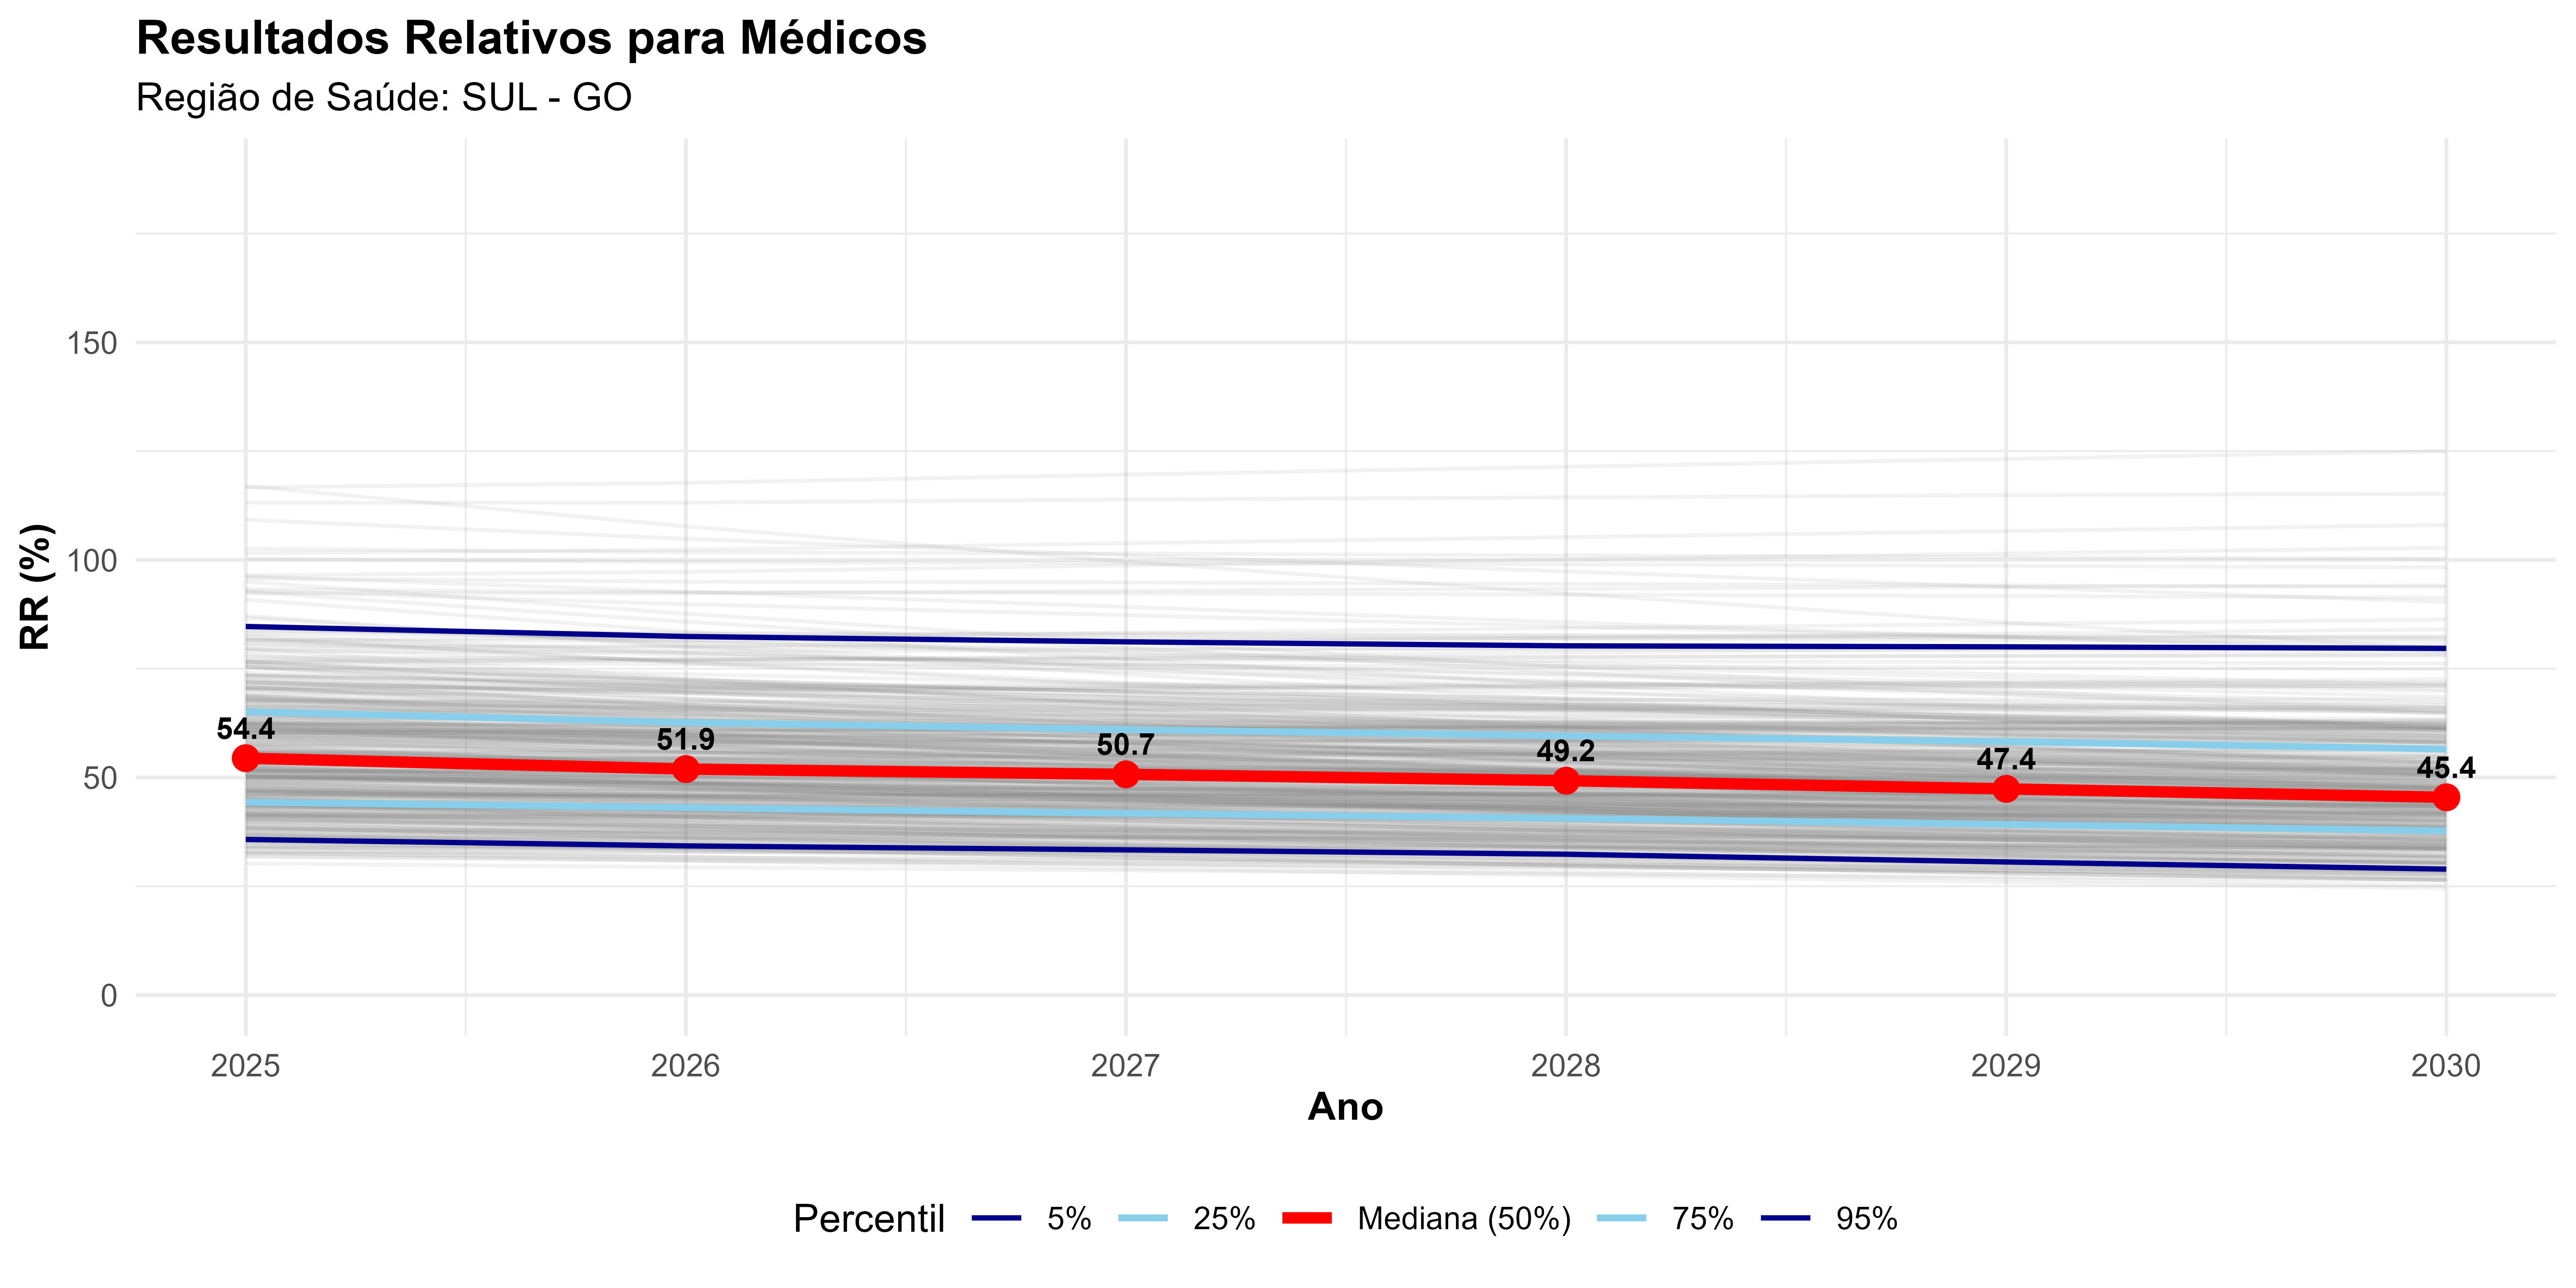 Resultados Relativos para Médicos
Região de Saúde: SUL - GO
RR (%)
150
100
50
0
54.4
51.9
50.7
49.2
47.4
45.4
2025 2026 2027 2028 2029 2030
Ano
Percentil 5% 25% Mediana (50%) 75% 95%